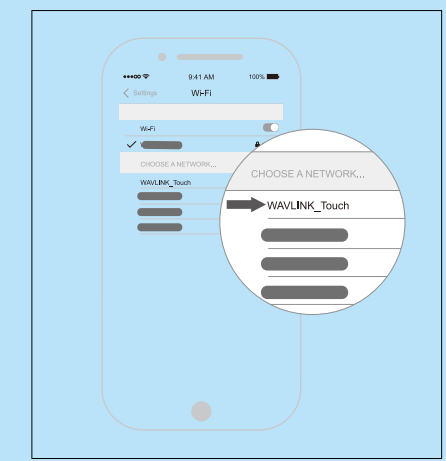 9:41 AM
100%
Settings
Wi-Fi
Wi-Fi
CHOOSE A NETWORK...
WAVLINK_Touch
CHOOSE A NETWORK...
WAVLINK_Touch